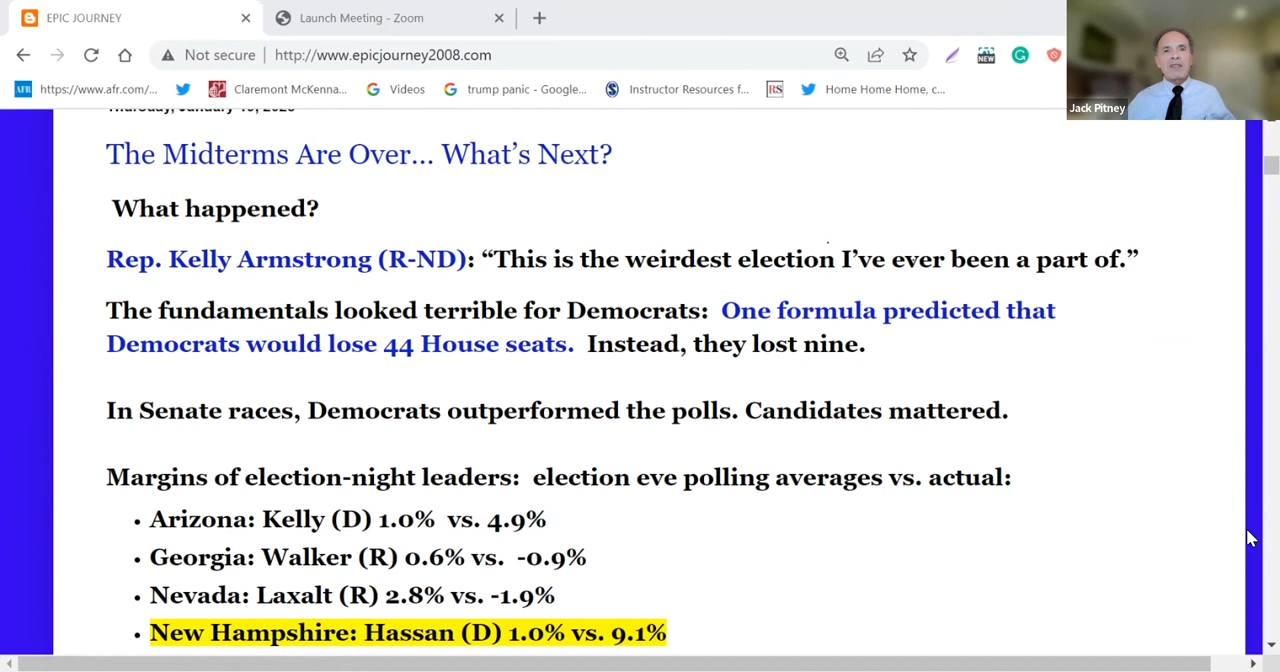 EPIC JOURNEY
Launch Meeting - Zoom
Not secure
http://www.epicjourney2008.com
AFR https://www.afr.com/...
Claremont McKenna...
Videos
trump panic - Google...
Instructor Resources f...
RS
Home Home Home, c...
NEW
Jack Pitney
The Midterms Are Over... What's Next?
What happened?
Rep. Kelly Armstrong (R-ND): “This is the weirdest election I’ve ever been a part of.”
The fundamentals looked terrible for Democrats: One formula predicted that
Democrats would lose 44 House seats. Instead, they lost nine.
In Senate races, Democrats outperformed the polls. Candidates mattered.
Margins of election-night leaders: election eve polling averages vs. actual:
• Arizona: Kelly (D) 1.0% vs. 4.9%
• Georgia: Walker (R) 0.6% vs. -0.9%
• Nevada: Laxalt (R) 2.8% vs. -1.9%
• New Hampshire: Hassan (D) 1.0% vs. 9.1%